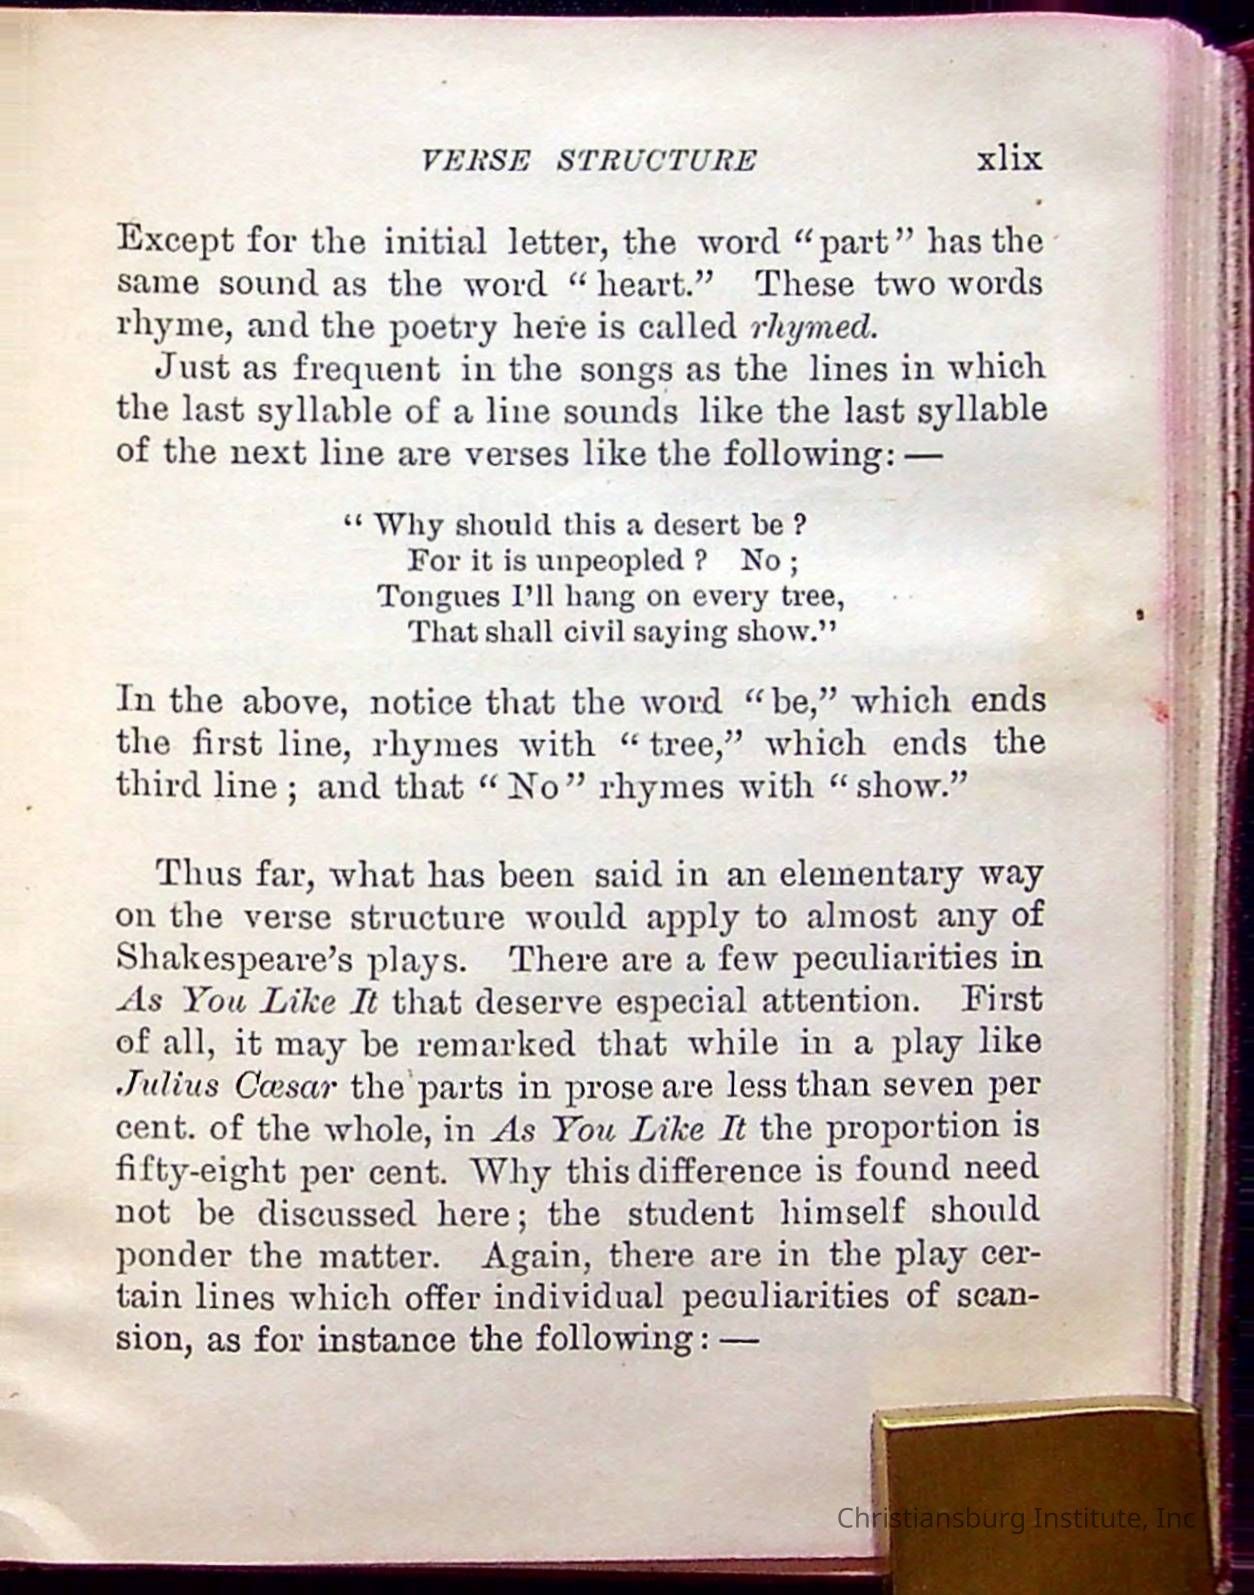 VERSE STRUCTURE xlix
Except for the initial letter, the word “part” has the
same sound as the word “heart.” These two words
rhyme, and the poetry here is called rhymed.
Just as frequent in the songs as the lines in which
the last syllable of a line sounds like the last syllable
of the next line are verses like the following: —
“Why should this a desert be?
For it is unpeopled? No;
Tongues I’ll hang on every tree,
That shall civil saying show.”
In the above, notice that the word “be,” which ends
the first line, rhymes with “tree,” which ends the
third line; and that “No” rhymes with “show.”
Thus far, what has been said in an elementary way
on the verse structure would apply to almost any of
Shakespeare’s plays. There are a few peculiarities in
As You Like It that deserve especial attention. First
of all, it may be remarked that while in a play like
Julius Cæsar the parts in prose are less than seven per
cent. of the whole, in As You Like It the proportion is
fifty-eight per cent. Why this difference is found need
not be discussed here; the student himself should
ponder the matter. Again, there are in the play cer-
tain lines which offer individual peculiarities of scan-
sion, as for instance the following: —
Christiansburg Institute, Inc